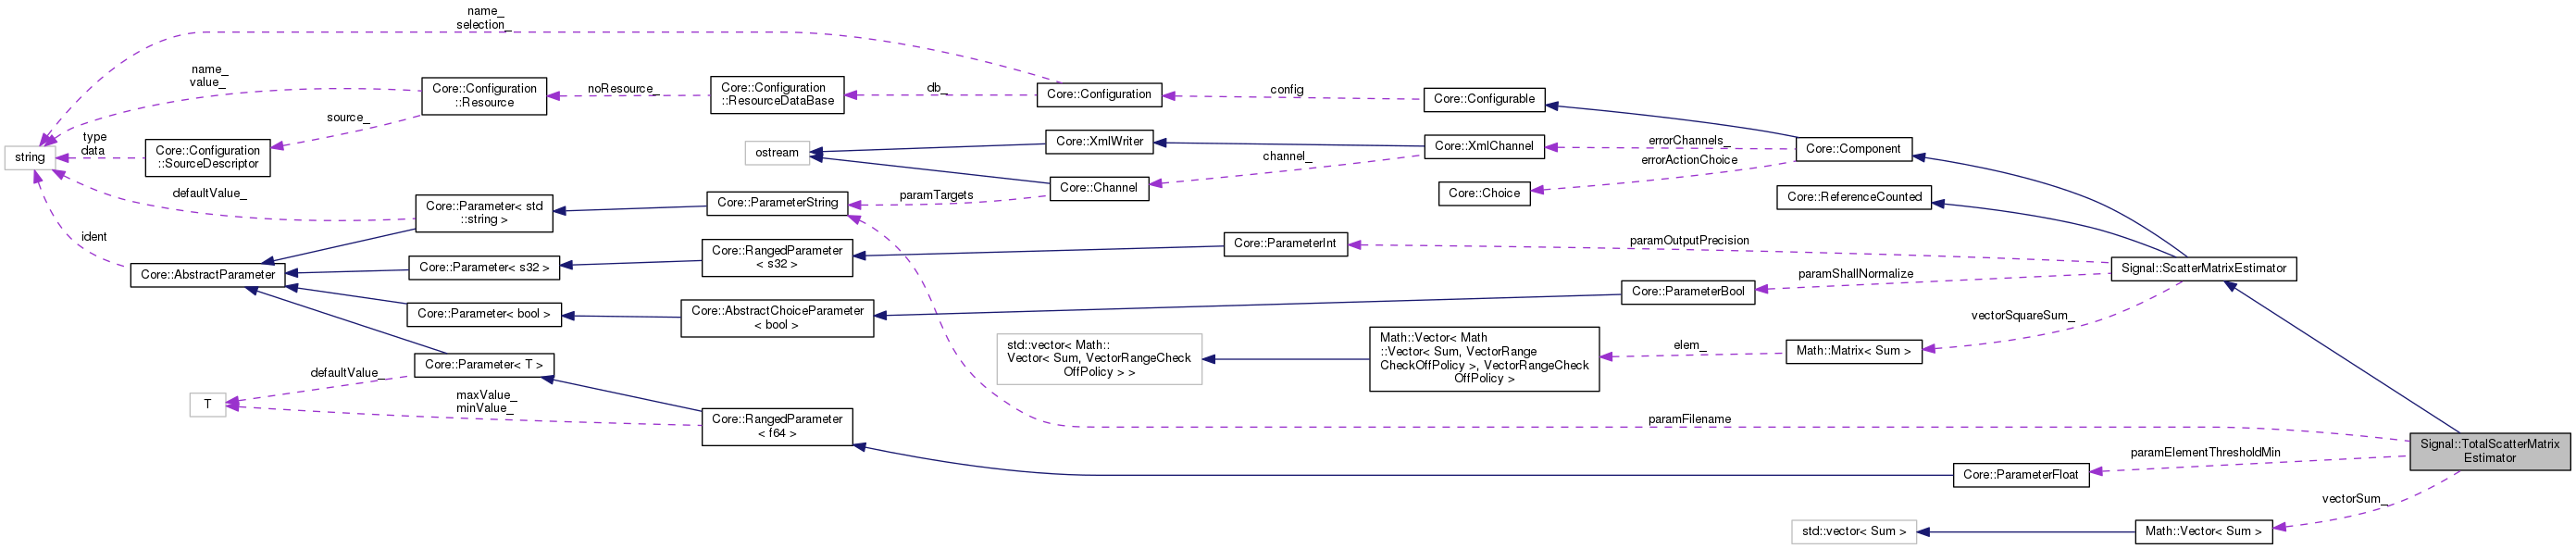 name_
selection_
name_
value_
Core::Configuration
::Resource
noResource_
Core::Configuration
::ResourceDataBase
db_
Core::Configuration
config
Core::Configurable
source_
type
data
string
Core::Configuration
::SourceDescriptor
ostream
Core::XmlWriter
Core::XmlChannel
errorChannels_
errorActionChoice
Core::Component
channel_
Core::Channel
Core::Choice
Core::ReferenceCounted
defaultValue_
Core::Parameter< std
::string >
Core::ParameterString
paramTargets
ident
Core::AbstractParameter
Core::Parameter< s32 >
Core::RangedParameter
< s32 >
Core::ParameterInt
paramOutputPrecision
Signal::ScatterMatrixEstimator
paramShallNormalize
Core::ParameterBool
Core::Parameter< bool >
Core::AbstractChoiceParameter
< bool >
vectorSquareSum_
std::vector< Math::
Vector< Sum, VectorRangeCheck
OffPolicy > >
Math::Vector< Math
::Vector< Sum, VectorRange
CheckOffPolicy >, VectorRangeCheck
OffPolicy >
elem_
Math::Matrix< Sum >
Core::Parameter< T >
defaultValue_
T
maxValue_
minValue_
Core::RangedParameter
< f64 >
paramFilename
Signal::TotalScatterMatrix
Estimator
paramElementThresholdMin
Core::ParameterFloat
vectorSum_
std::vector< Sum >
Math::Vector< Sum >